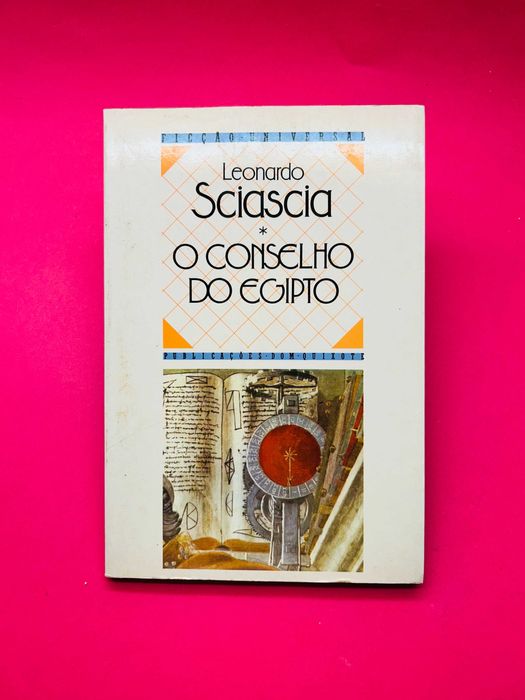 FICÇÃO·UNIVERSAL
Leonardo
Sciascia
*
O CONSELHO
DO EGIPTO
PUBLICAÇÕES·DOM·QUIXOTE